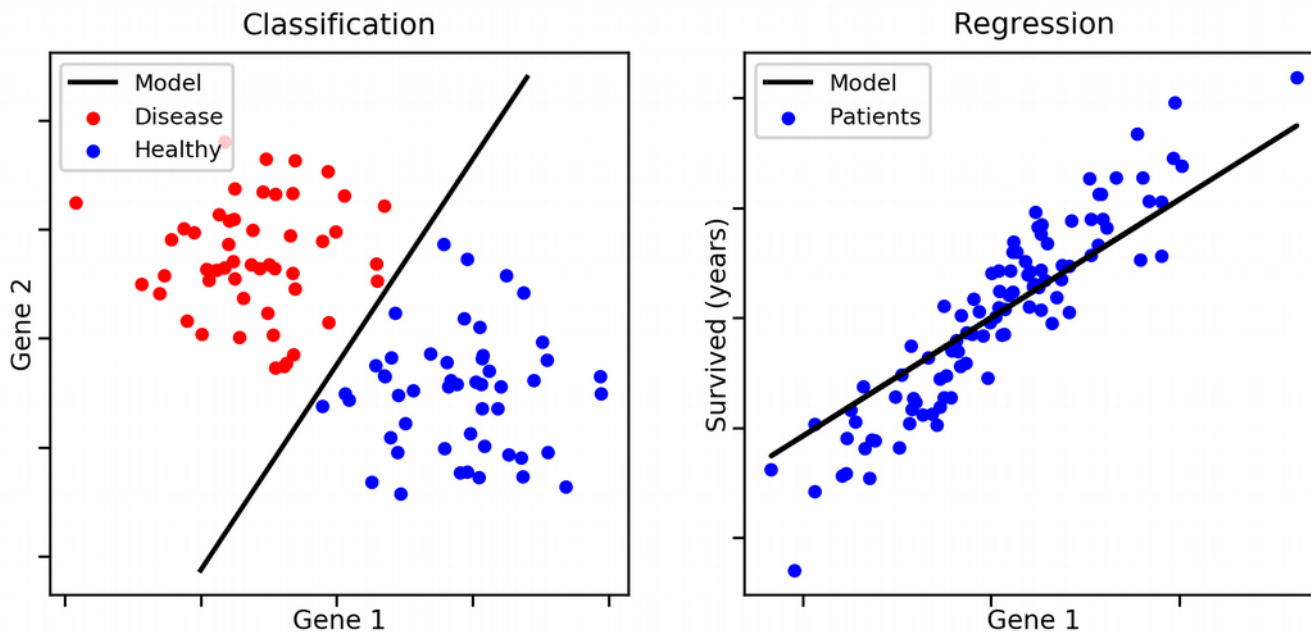 Classification
Model
Disease
Healthy
Gene 2
Gene 1
Regression
Model
Patients
Survived (years)
Gene 1